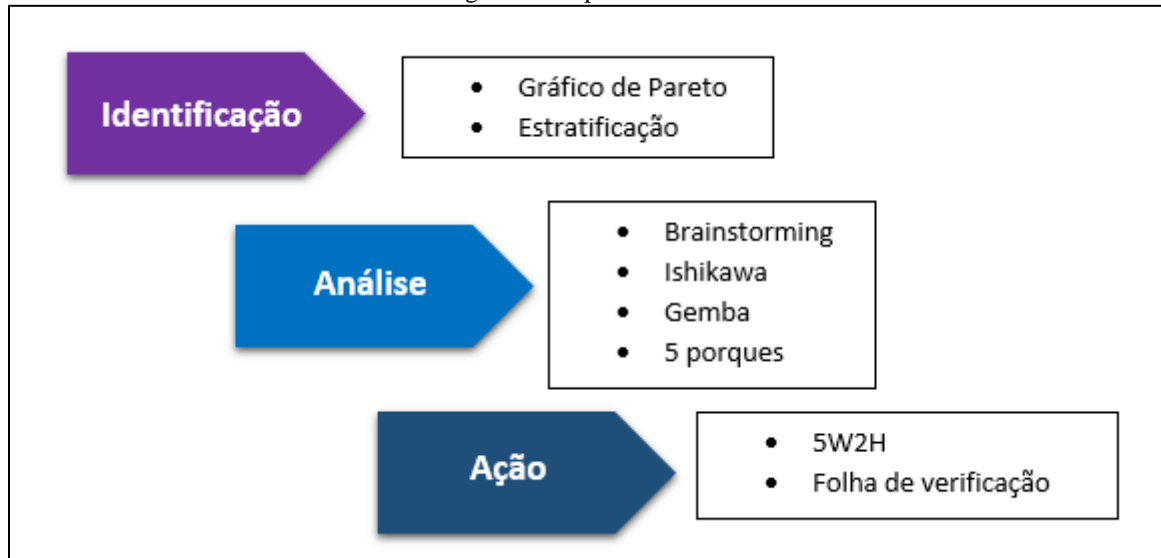 Identificação
• Gráfico de Pareto
• Estratificação
Análise
• Brainstorming
• Ishikawa
• Gemba
• 5 porques
Ação
• 5W2H
• Folha de verificação